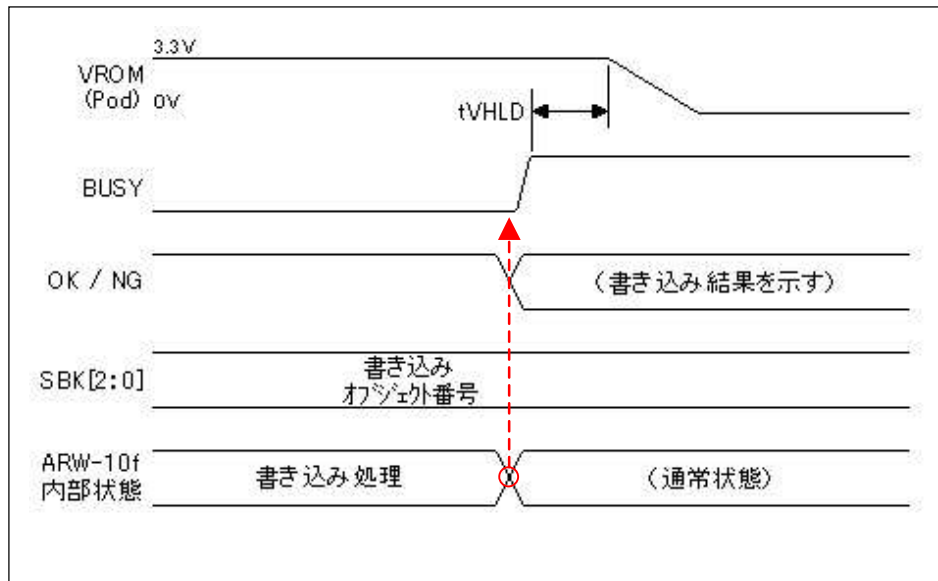 3.3V
VROM
(Pod) 0V
tVHLD
BUSY
OK / NG
(書き込み結果を示す)
SBK[2:0]
書き込み
オブジェクト番号
ARW-10f
内部状態
書き込み処理
(通常状態)